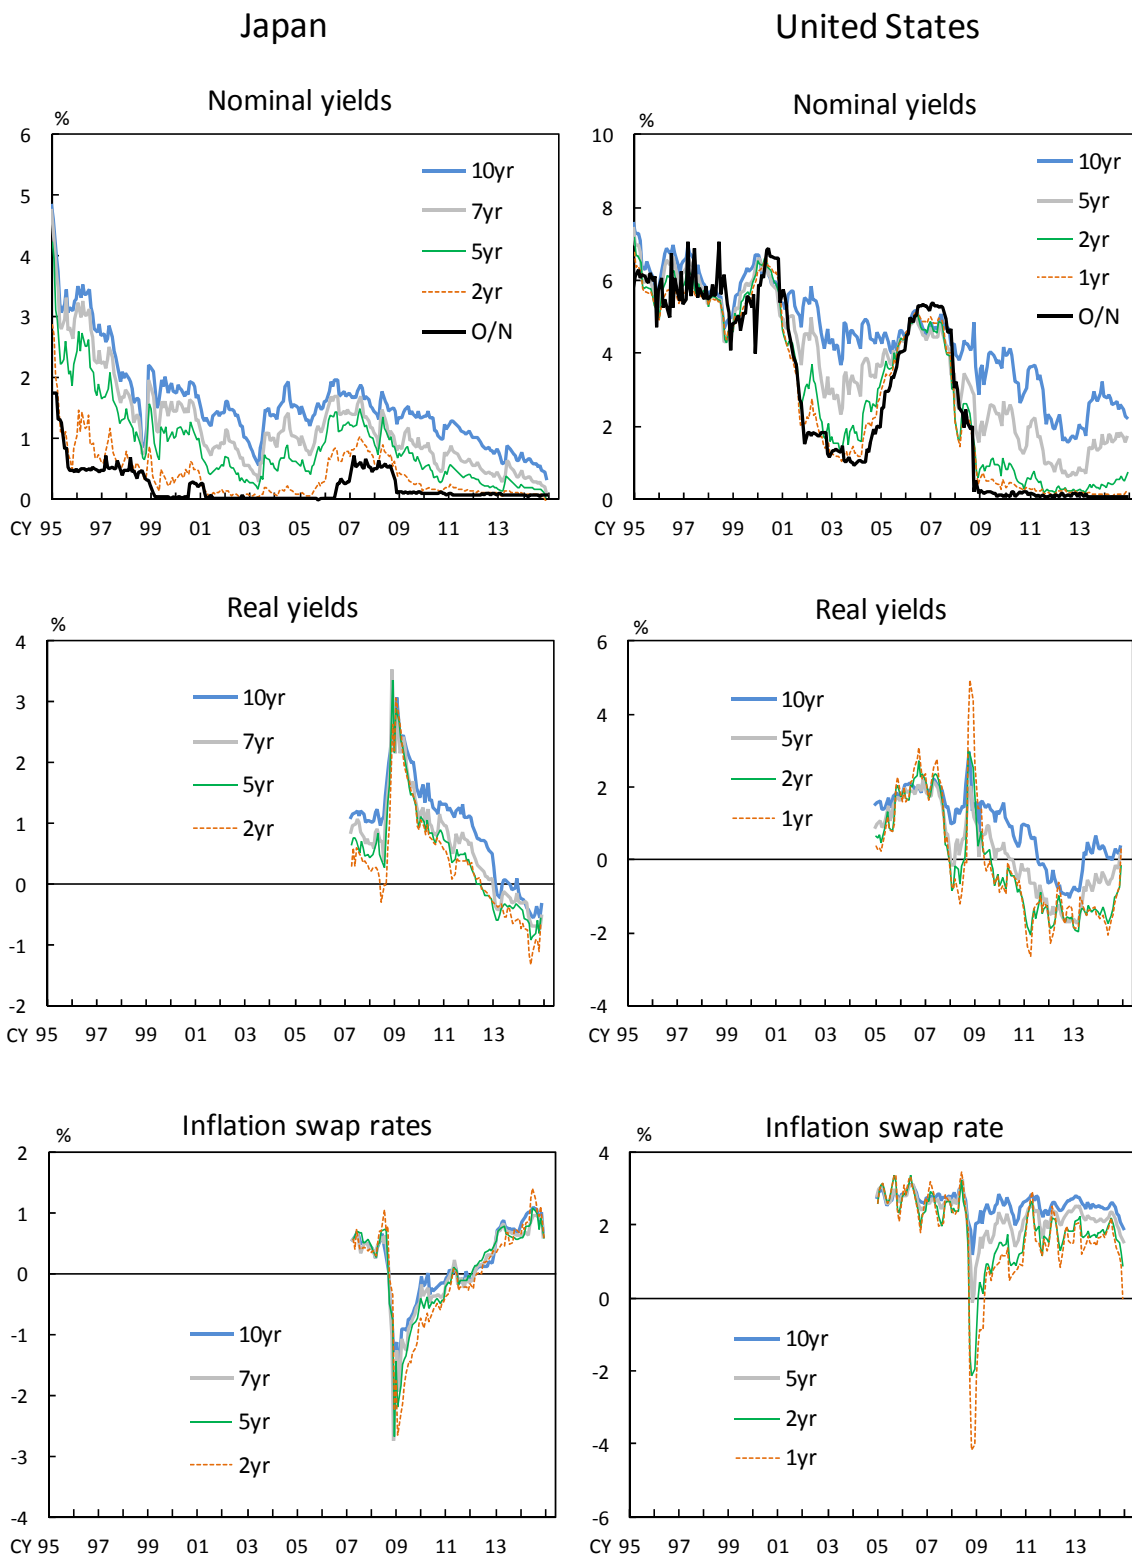 Japan
United States
Nominal yields
%
6
5
4
3
2
1
0
10yr
7yr
5yr
2yr
O/N
CY 95 97 99 01 03 05 07 09 11 13
Nominal yields
%
10
8
6
4
2
0
10yr
5yr
2yr
1yr
O/N
CY 95 97 99 01 03 05 07 09 11 13
Real yields
%
4
3
2
1
0
-1
-2
10yr
7yr
5yr
2yr
CY 95 97 99 01 03 05 07 09 11 13
Real yields
%
6
4
2
0
-2
-4
10yr
5yr
2yr
1yr
CY 95 97 99 01 03 05 07 09 11 13
Inflation swap rates
%
2
1
0
-1
-2
-3
-4
10yr
7yr
5yr
2yr
CY 95 97 99 01 03 05 07 09 11 13
Inflation swap rate
%
4
2
0
-2
-4
-6
10yr
5yr
2yr
1yr
CY 95 97 99 01 03 05 07 09 11 13